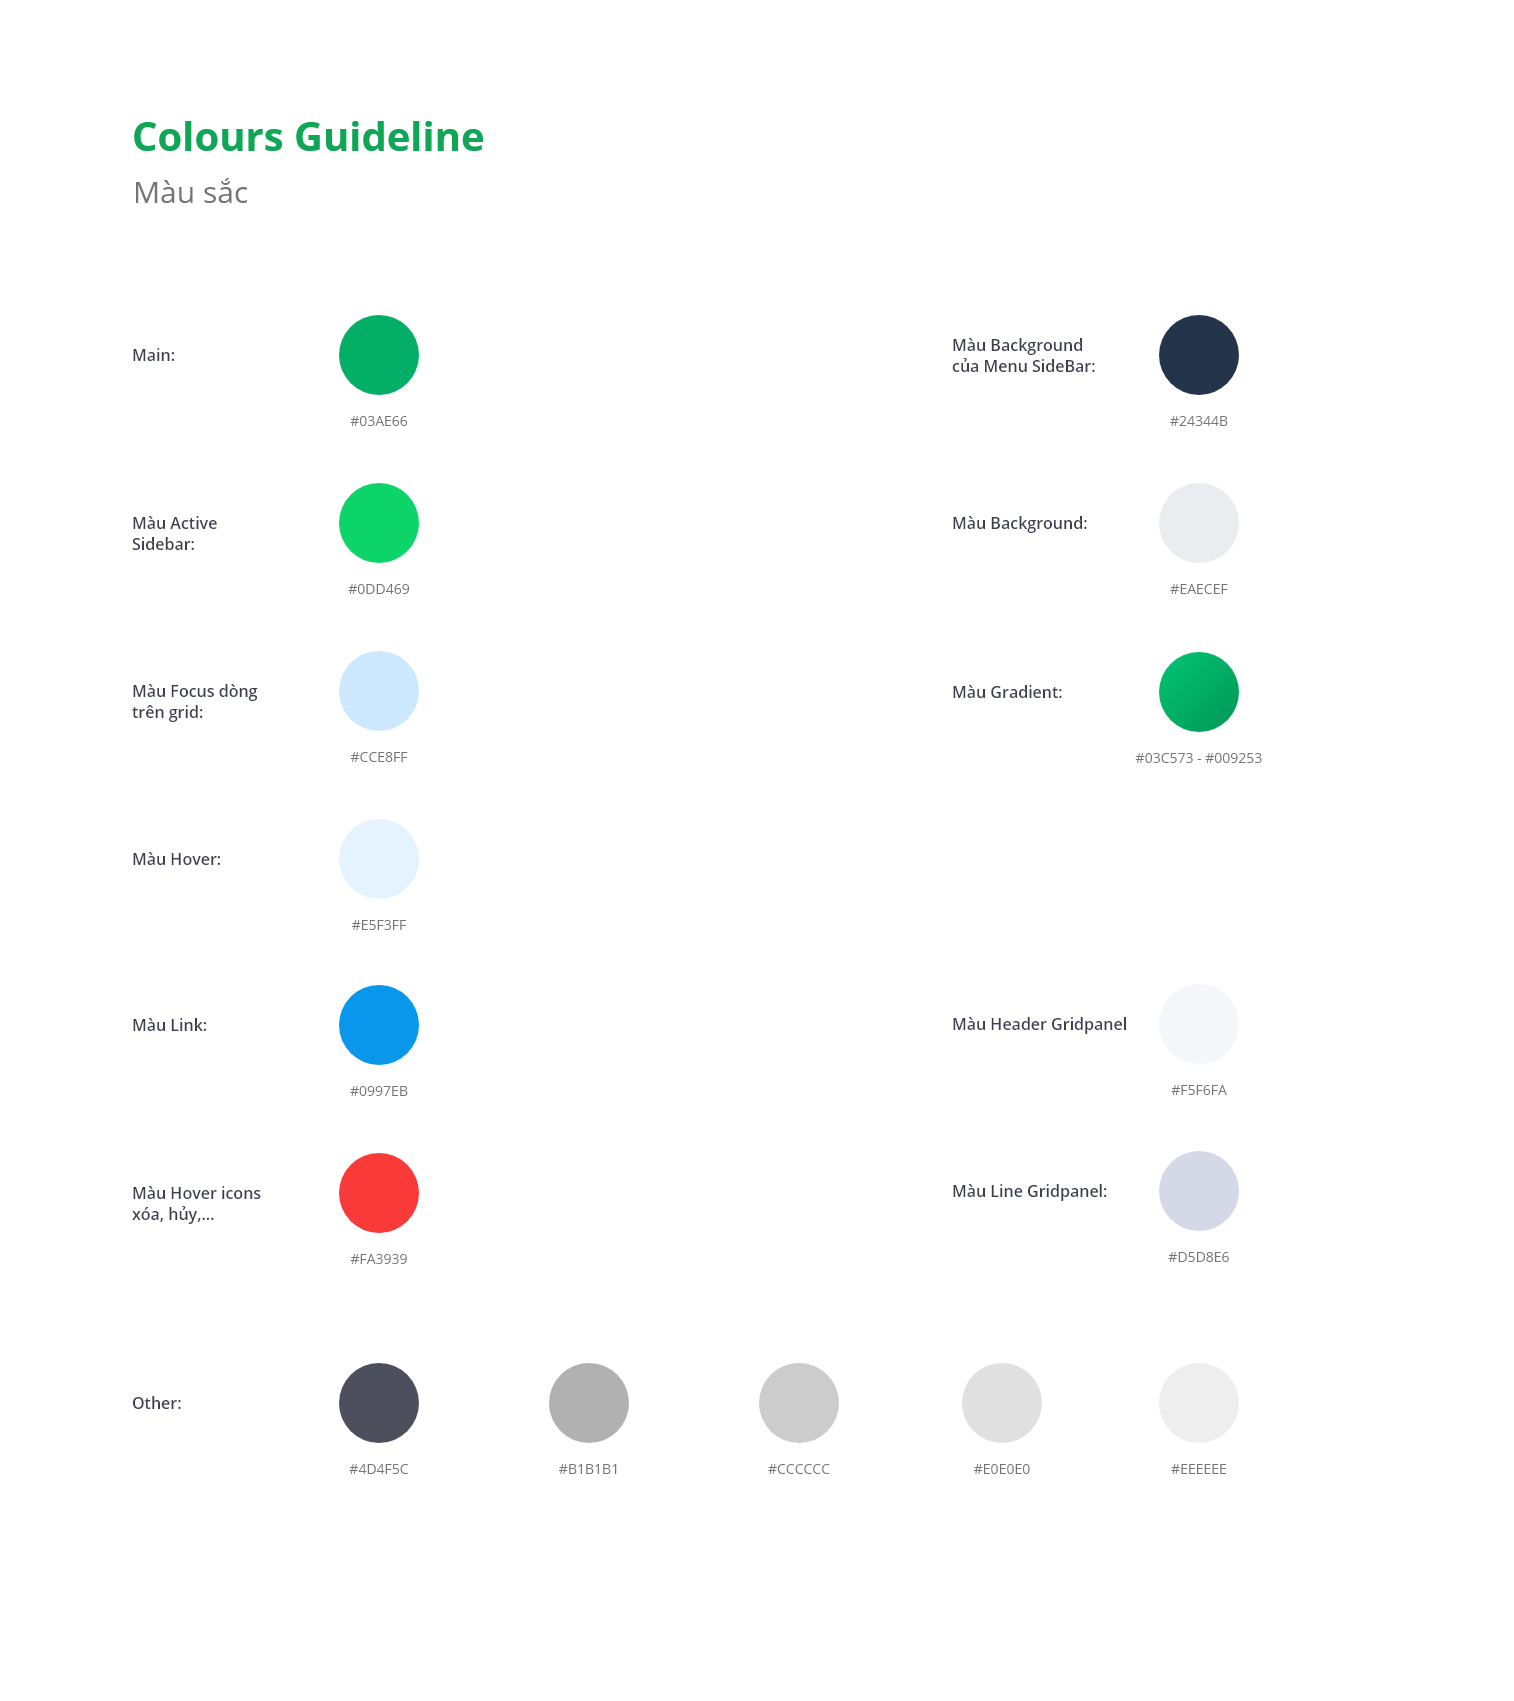 Colours Guideline
Màu sắc
Main:
#03AE66
Màu Background
của Menu SideBar:
#24344B
Màu Active
Sidebar:
#0DD469
Màu Background:
#EAECEF
Màu Focus dòng
trên grid:
#CCE8FF
Màu Gradient:
#03C573 - #009253
Màu Hover:
#E5F3FF
Màu Link:
#0997EB
Màu Header Gridpanel
#F5F6FA
Màu Hover icons
xóa, hủy,...
#FA3939
Màu Line Gridpanel:
#D5D8E6
Other:
#4D4F5C
#B1B1B1
#CCCCCC
#E0E0E0
#EEEEEE